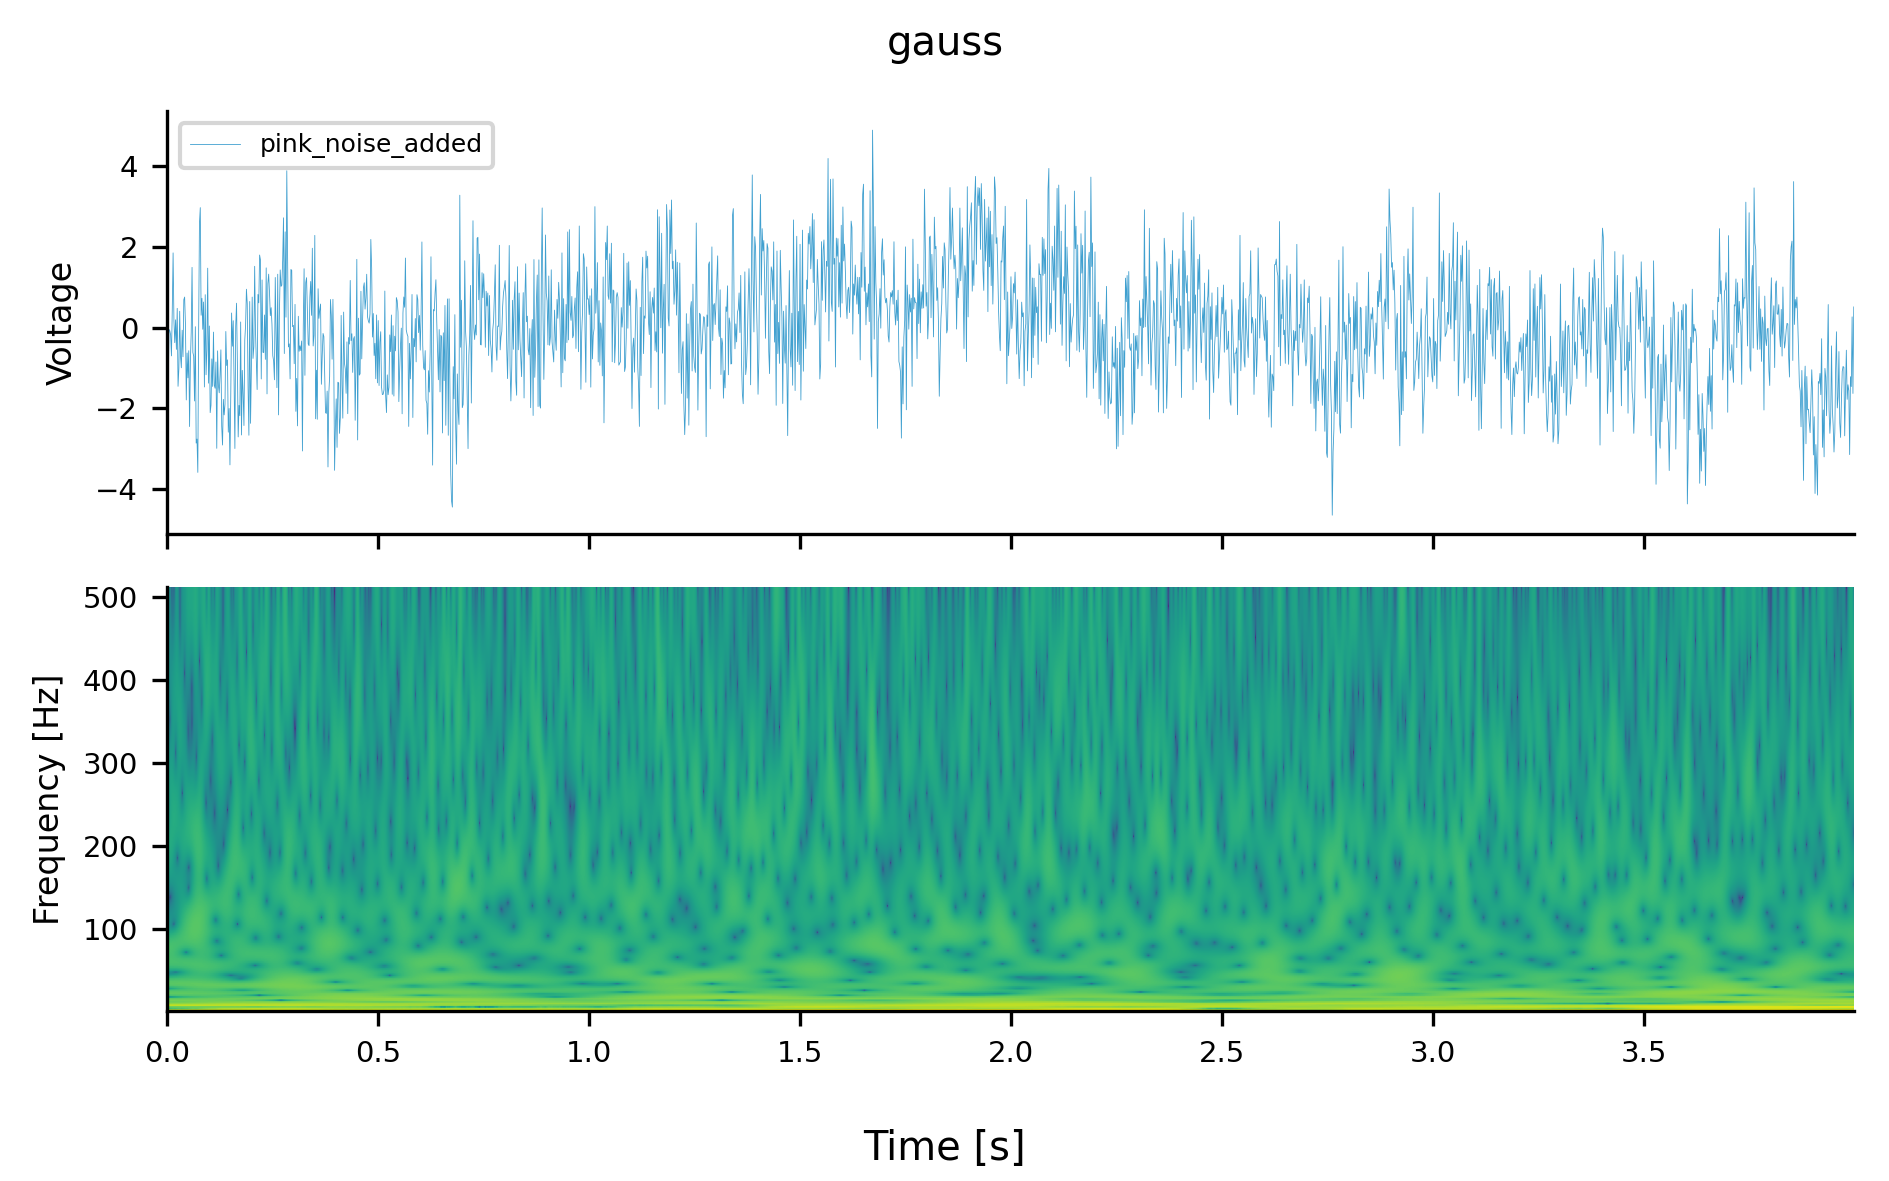 gauss
pink_noise_added
Voltage
4
2
0
−2
−4
Frequency [Hz]
500
400
300
200
100
0.0 0.5 1.0 1.5 2.0 2.5 3.0 3.5
Time [s]